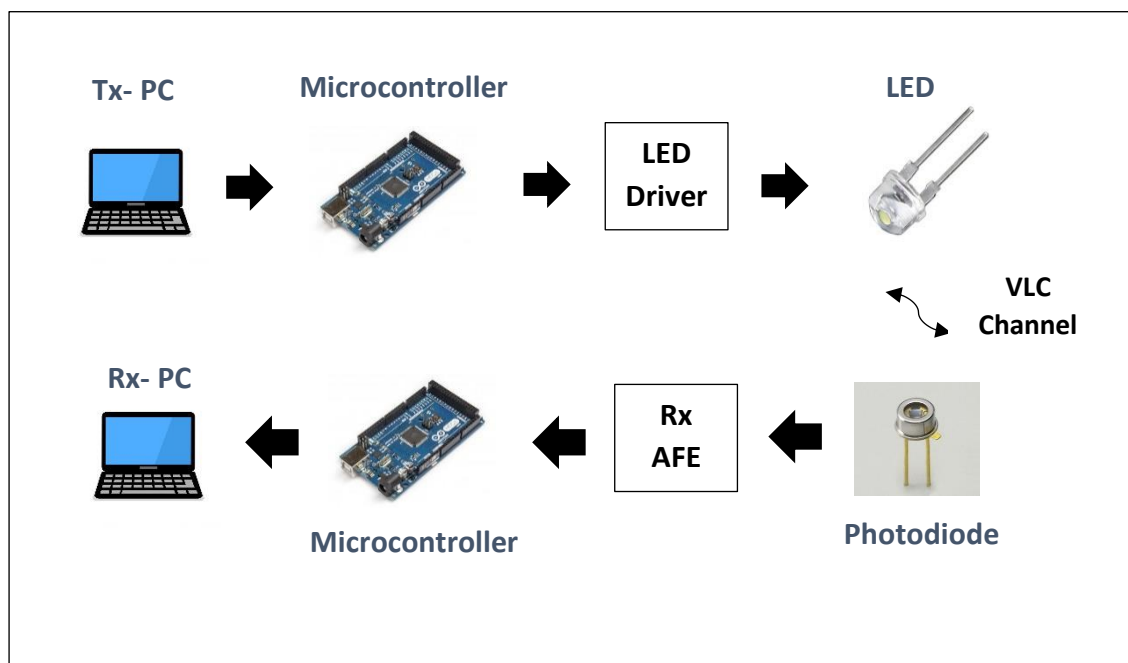 Tx- PC
Microcontroller
LED
LED
Driver
VLC
Channel
Rx- PC
Rx
AFE
Microcontroller
Photodiode